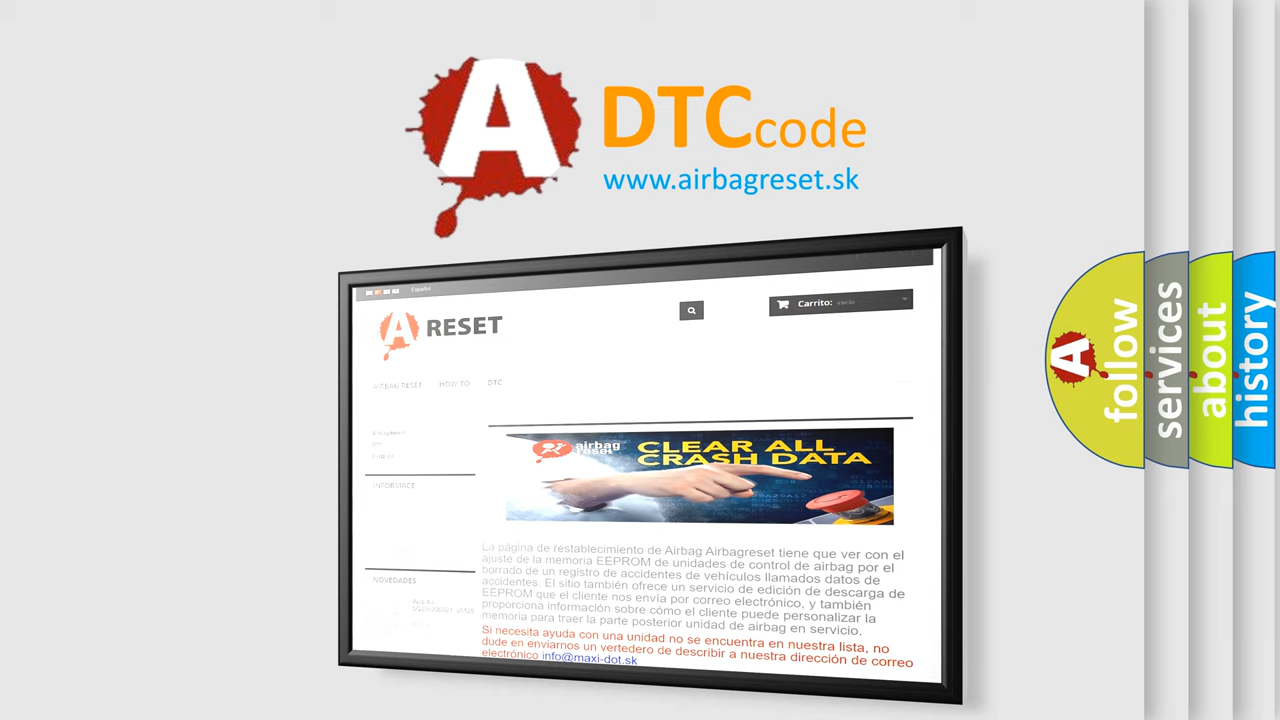 A
DTCcode
www.airbagreset.sk
Español
A RESET
Carrito: vacío
AIRBAG RESET HOW TO DTC
INFORMACE
NOVEDADES
airbag
reset
CLEAR ALL
CRASH DATA
La página de restablecimiento de Airbag Airbagreset tiene que ver con el
ajuste de la memoria EEPROM de unidades de control de airbag por el
borrado de un registro de accidentes de vehículos llamados datos de
accidentes. El sitio también ofrece un servicio de edición de descarga de
EEPROM que el cliente nos envía por correo electrónico, y también
proporciona información sobre cómo el cliente puede personalizar la
memoria para traer la parte posterior unidad de airbag en servicio.
Si necesita ayuda con una unidad no se encuentra en nuestra lista, no
dude en enviarnos un vertedero de describir a nuestra dirección de correo
electrónico info@maxi-dot.sk
A
follow
services
about
history